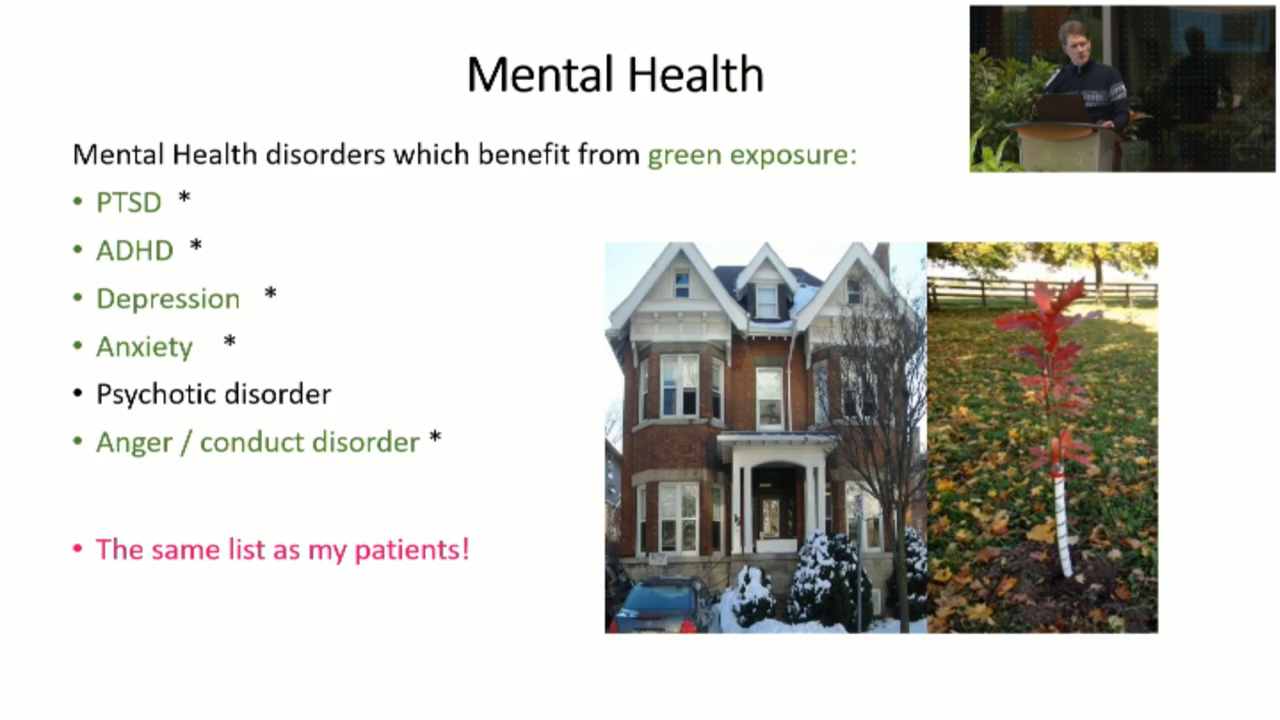 Mental Health
Mental Health disorders which benefit from green exposure:
• PTSD *
• ADHD *
• Depression *
• Anxiety *
• Psychotic disorder
• Anger / conduct disorder *
• The same list as my patients!